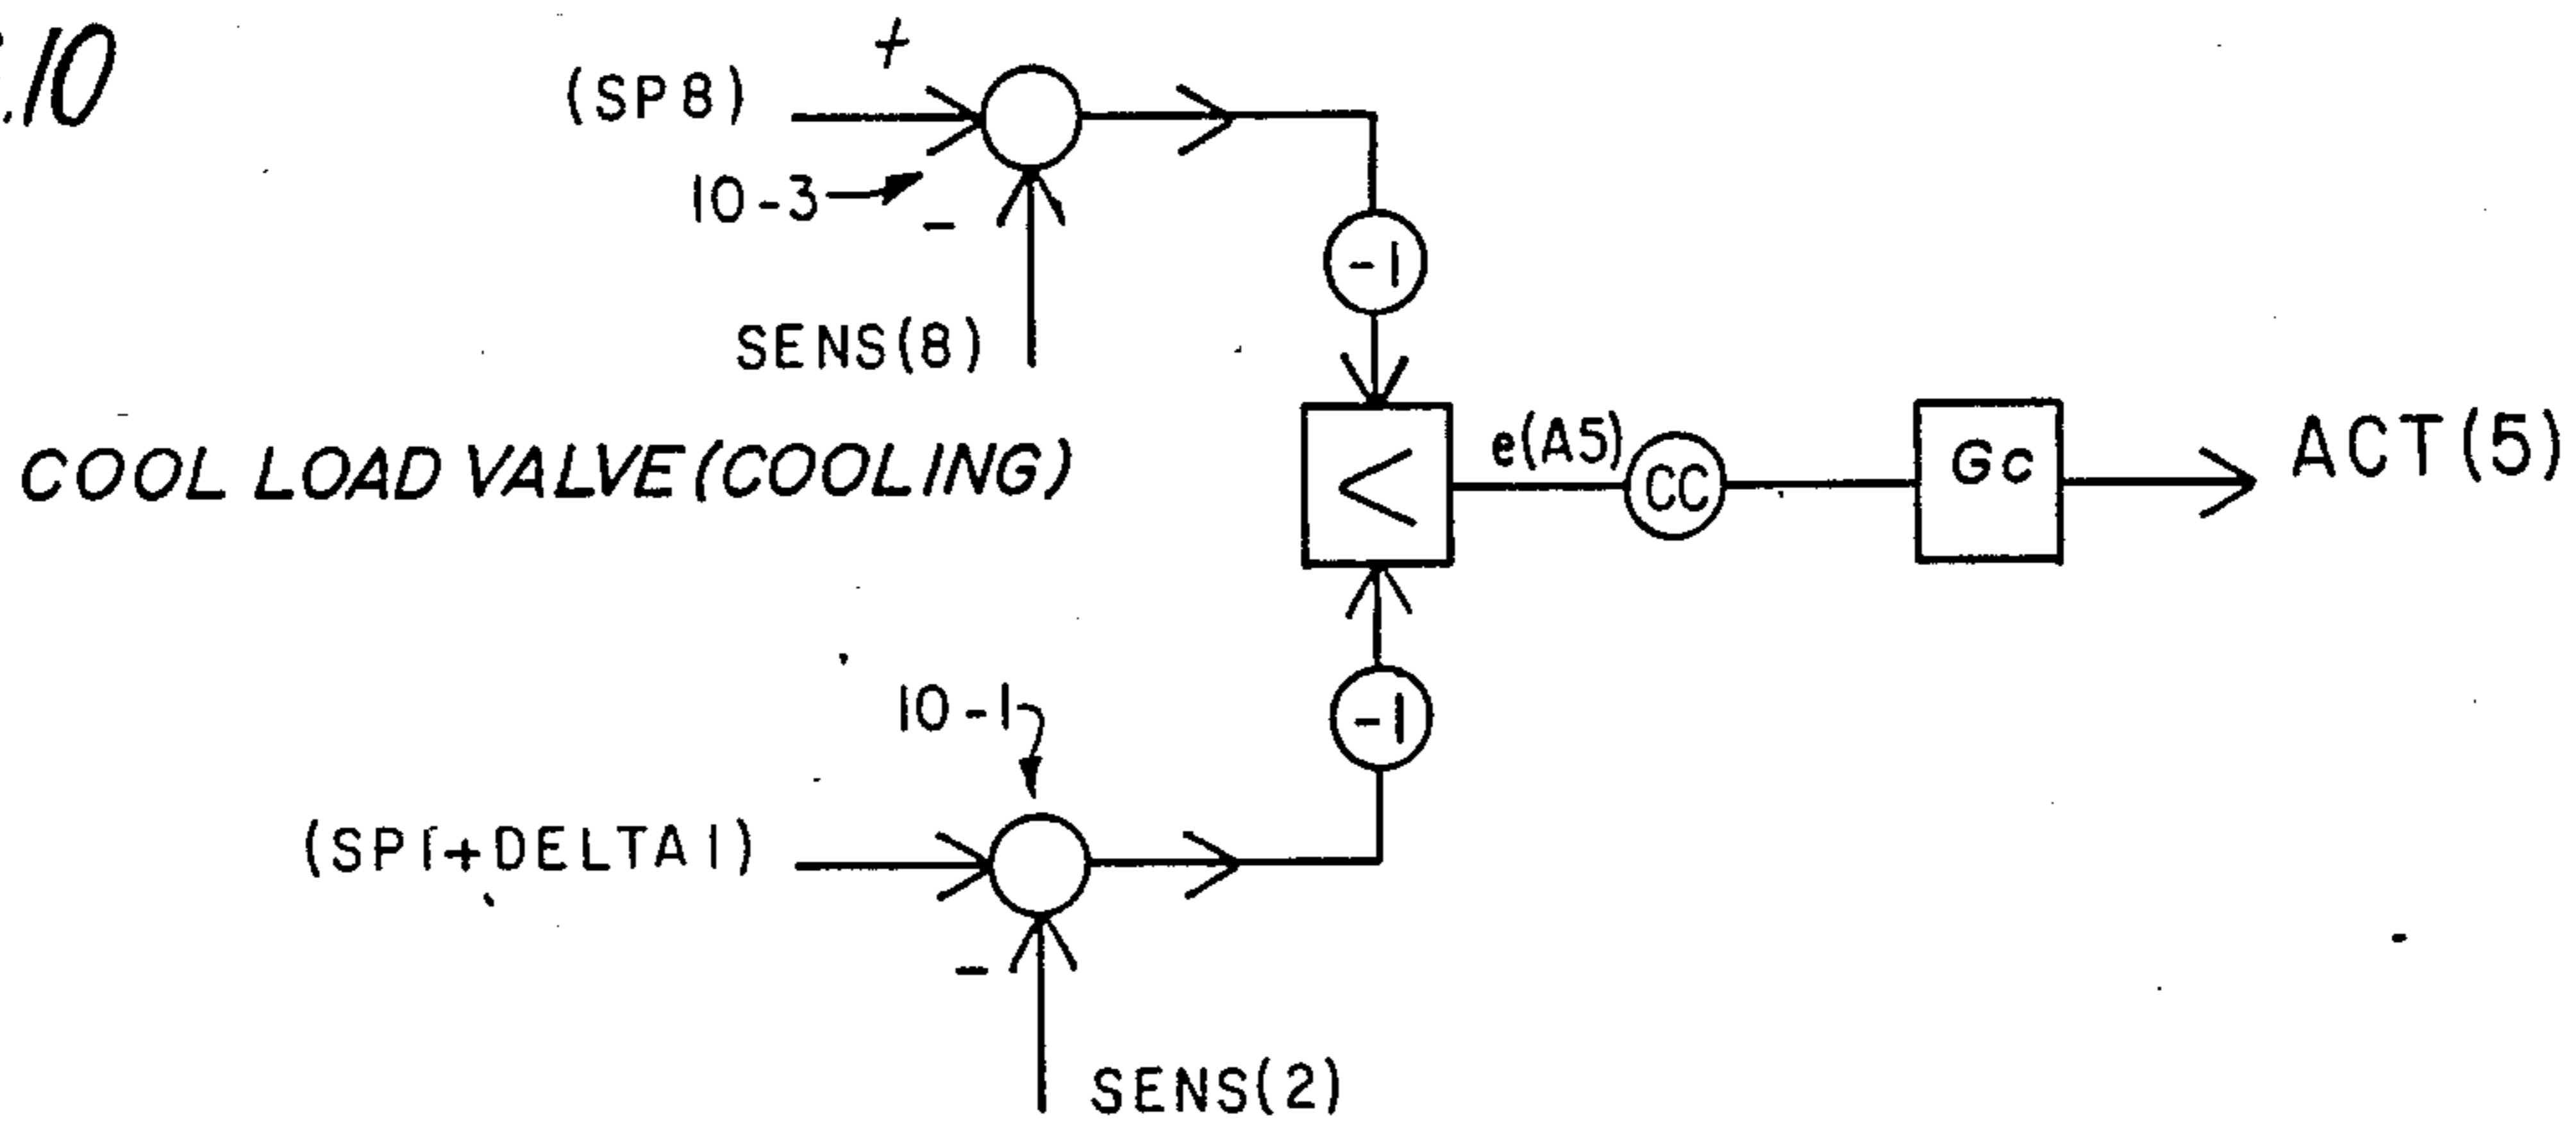 .10
+
(SP8)
10-3
-
SENS(8)
-1
COOL LOAD VALVE (COOLING)
<
e(A5)
CC
Gc
ACT(5)
-1
10-1
(SP1+DELTA1)
-
SENS(2)